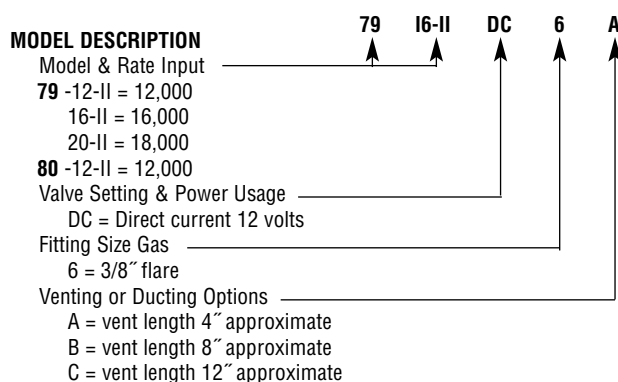 79 I6-II DC 6 A
MODEL DESCRIPTION
Model & Rate Input
79 -12-II = 12,000
16-II = 16,000
20-II = 18,000
80 -12-II = 12,000
Valve Setting & Power Usage
DC = Direct current 12 volts
Fitting Size Gas
6 = 3/8˝ flare
Venting or Ducting Options
A = vent length 4˝ approximate
B = vent length 8˝ approximate
C = vent length 12˝ approximate